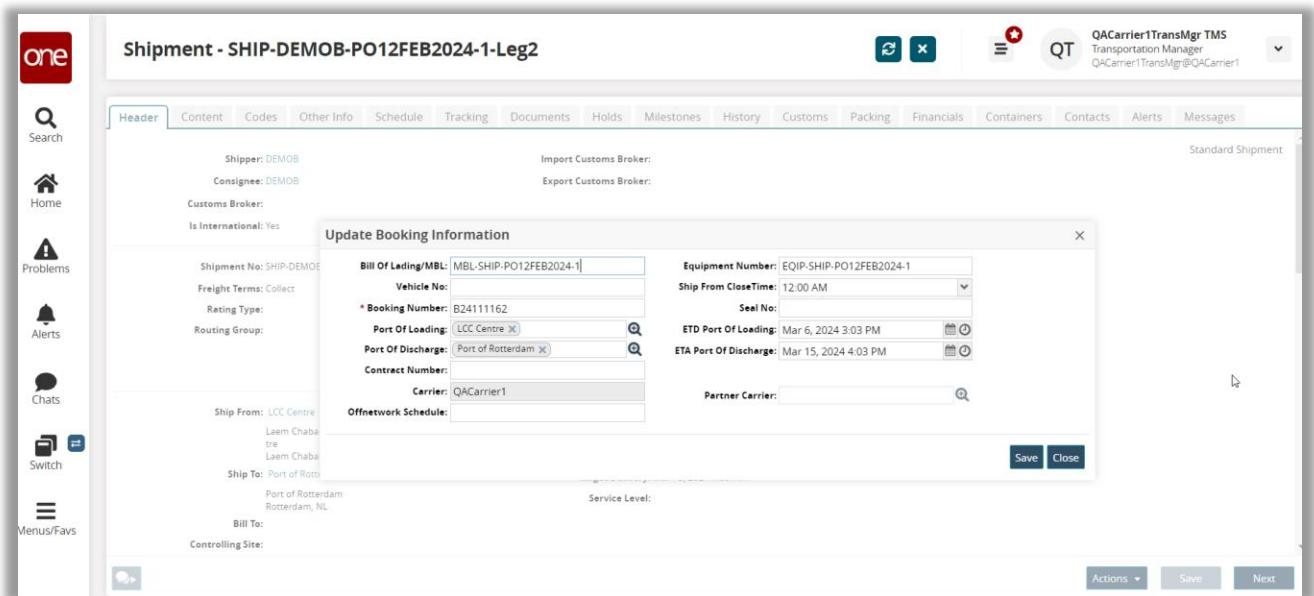 one
Shipment - SHIP-DEMOB-PO12FEB2024-1-Leg2
QT
QACarrier1TransMgr TMS
Transportation Manager
QACarrier1TransMgr@QACarrier1
Search
Home
Problems
Alerts
Chats
Switch
Menus/Favs
Header Content Codes Other Info Schedule Tracking Documents Holds Milestones History Customs Packing Financials Containers Contacts Alerts Messages
Standard Shipment
Shipper: DEMOB Import Customs Broker:
Consignee: DEMOB Export Customs Broker:
Customs Broker:
Is International: Yes
Shipment No: SHIP-DEMOB
Freight Terms: Collect
Rating Type:
Routing Group:
Update Booking Information
Bill Of Lading/MBL: MBL-SHIP-PO12FEB2024-1 Equipment Number: EQIP-SHIP-PO12FEB2024-1
Vehicle No: Ship From CloseTime: 12:00 AM
* Booking Number: B24111162 Seal No:
Port Of Loading: LCC Centre ETD Port Of Loading: Mar 6, 2024 3:03 PM
Port Of Discharge: Port of Rotterdam ETA Port Of Discharge: Mar 15, 2024 4:03 PM
Contract Number:
Carrier: QACarrier1 Partner Carrier:
Offnetwork Schedule:
Save Close
Ship From: LCC Centre
Laem Chaba
tre
Laem Chaba
Ship To: Port of Rott
Port of Rotterdam
Rotterdam, NL
Service Level:
Bill To:
Controlling Site:
Actions Save Next